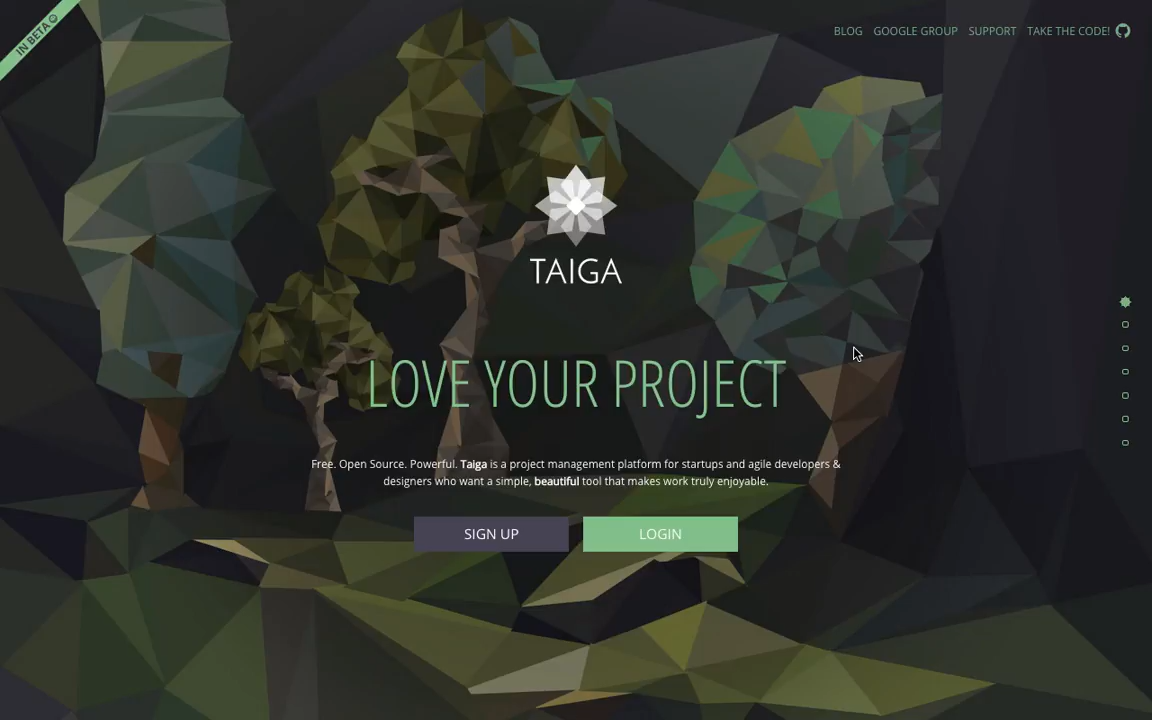 IN BETA
BLOG GOOGLE GROUP SUPPORT TAKE THE CODE!
TAIGA
LOVE YOUR PROJECT
Free. Open Source. Powerful. Taiga is a project management platform for startups and agile developers &
designers who want a simple, beautiful tool that makes work truly enjoyable.
SIGN UP LOGIN